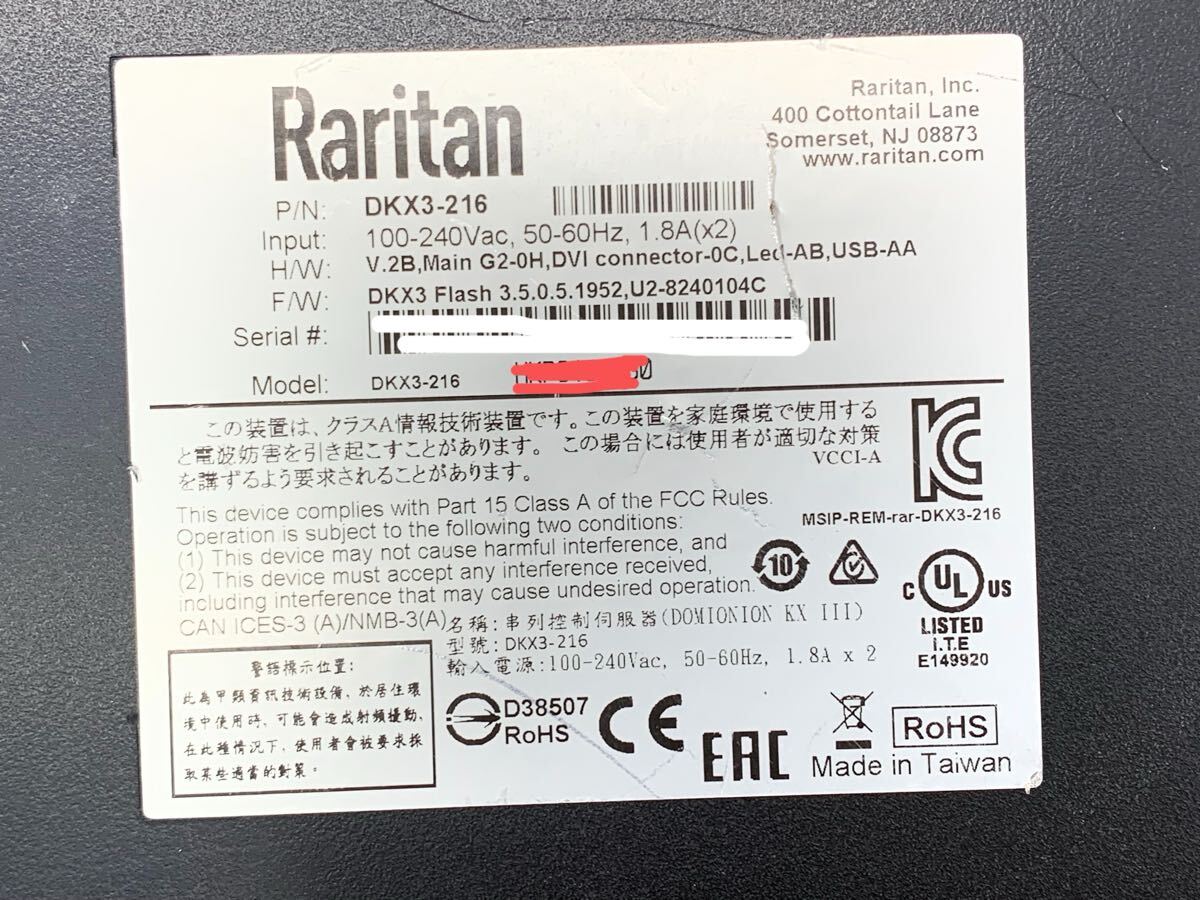 Raritan
Raritan, Inc.
400 Cottontail Lane
Somerset, NJ 08873
www.raritan.com
P/N: DKX3-216
Input: 100-240Vac, 50-60Hz, 1.8A(x2)
H/W: V.2B,Main G2-0H,DVI connector-0C,Led-AB,USB-AA
F/W: DKX3 Flash 3.5.0.5.1952,U2-8240104C
Serial #:
Model: DKX3-216
この装置は、クラスA情報技術装置です。この装置を家庭環境で使用する
と電波妨害を引き起こすことがあります。 この場合には使用者が適切な対策
を講ずるよう要求されることがあります。
VCCI-A
MSIP-REM-rar-DKX3-216
This device complies with Part 15 Class A of the FCC Rules.
Operation is subject to the following two conditions:
(1) This device may not cause harmful interference, and
(2) This device must accept any interference received,
including interference that may cause undesired operation.
CAN ICES-3 (A)/NMB-3(A)
10
C UL US
LISTED
I.T.E
E149920
名稱:串列控制伺服器(DOMIONION KX III)
型號:DKX3-216
輸入電源:100-240Vac, 50-60Hz, 1.8A x 2
警語標示位置:
此為甲類資訊技術設備、於居住環
境中使用時、可能會造成射頻擾動、
在此種情況下、使用者會被要求採
取某些適當的對策。
D38507
RoHS
CE
EAC
RoHS
Made in Taiwan